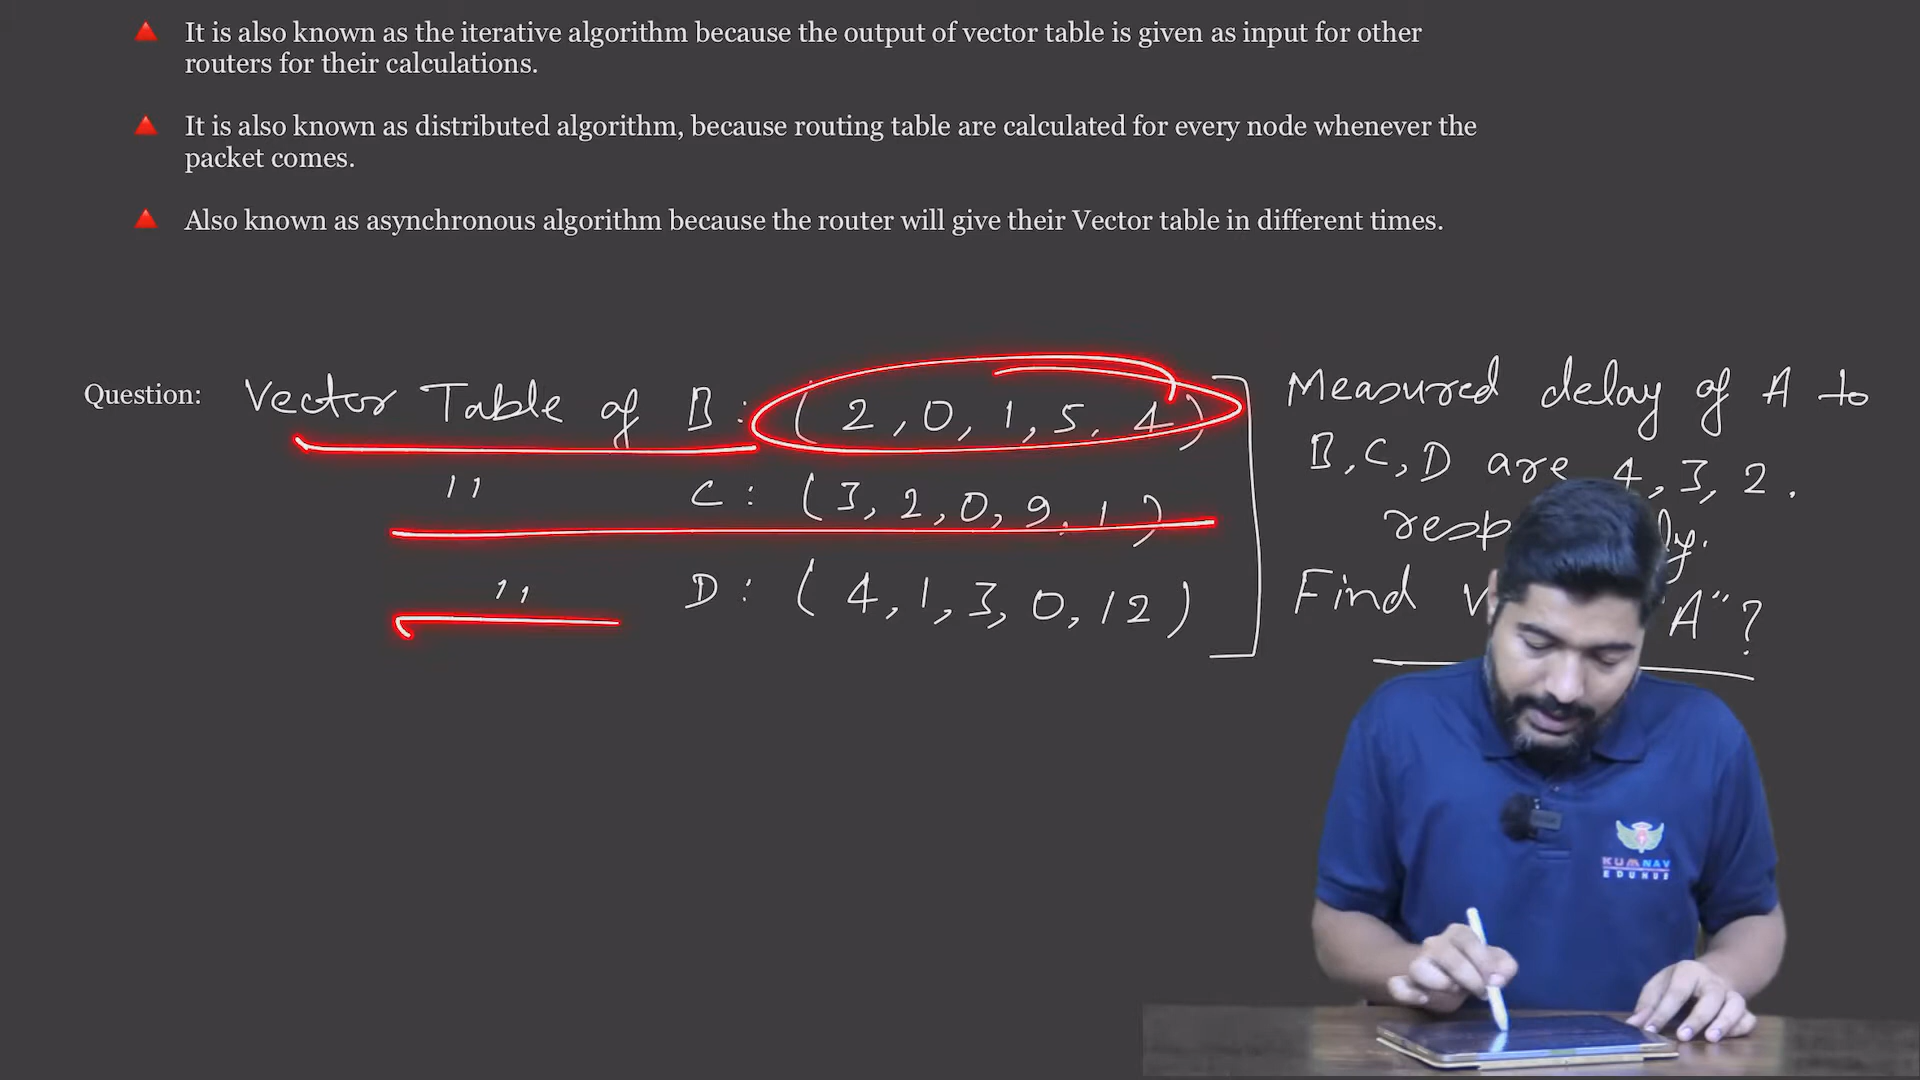 It is also known as the iterative algorithm because the output of vector table is given as input for other
routers for their calculations.
It is also known as distributed algorithm, because routing table are calculated for every node whenever the
packet comes.
Also known as asynchronous algorithm because the router will give their Vector table in different times.
Question: Vector Table of B: (2, 0, 1, 5, 4)
" C: (3, 2, 0, 9, 1)
" D: (4, 1, 3, 0, 12)
Measured delay of A to
B, C, D are 4, 3, 2.
Find "A"?
KUMNAV
EDUHUB